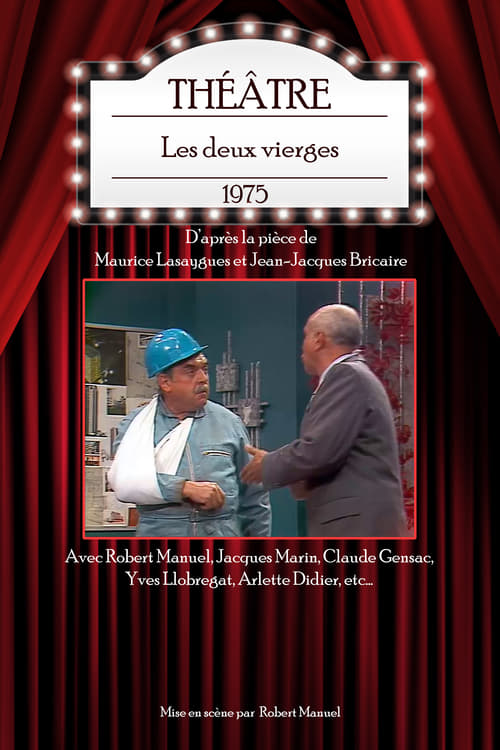 THÉÂTRE
Les deux vierges
1975
D'après la pièce de
Maurice Lasaygues et Jean-Jacques Bricaire
Avec Robert Manuel, Jacques Marin, Claude Gensac,
Yves Llobregat, Arlette Didier, etc...
Mise en scène par Robert Manuel